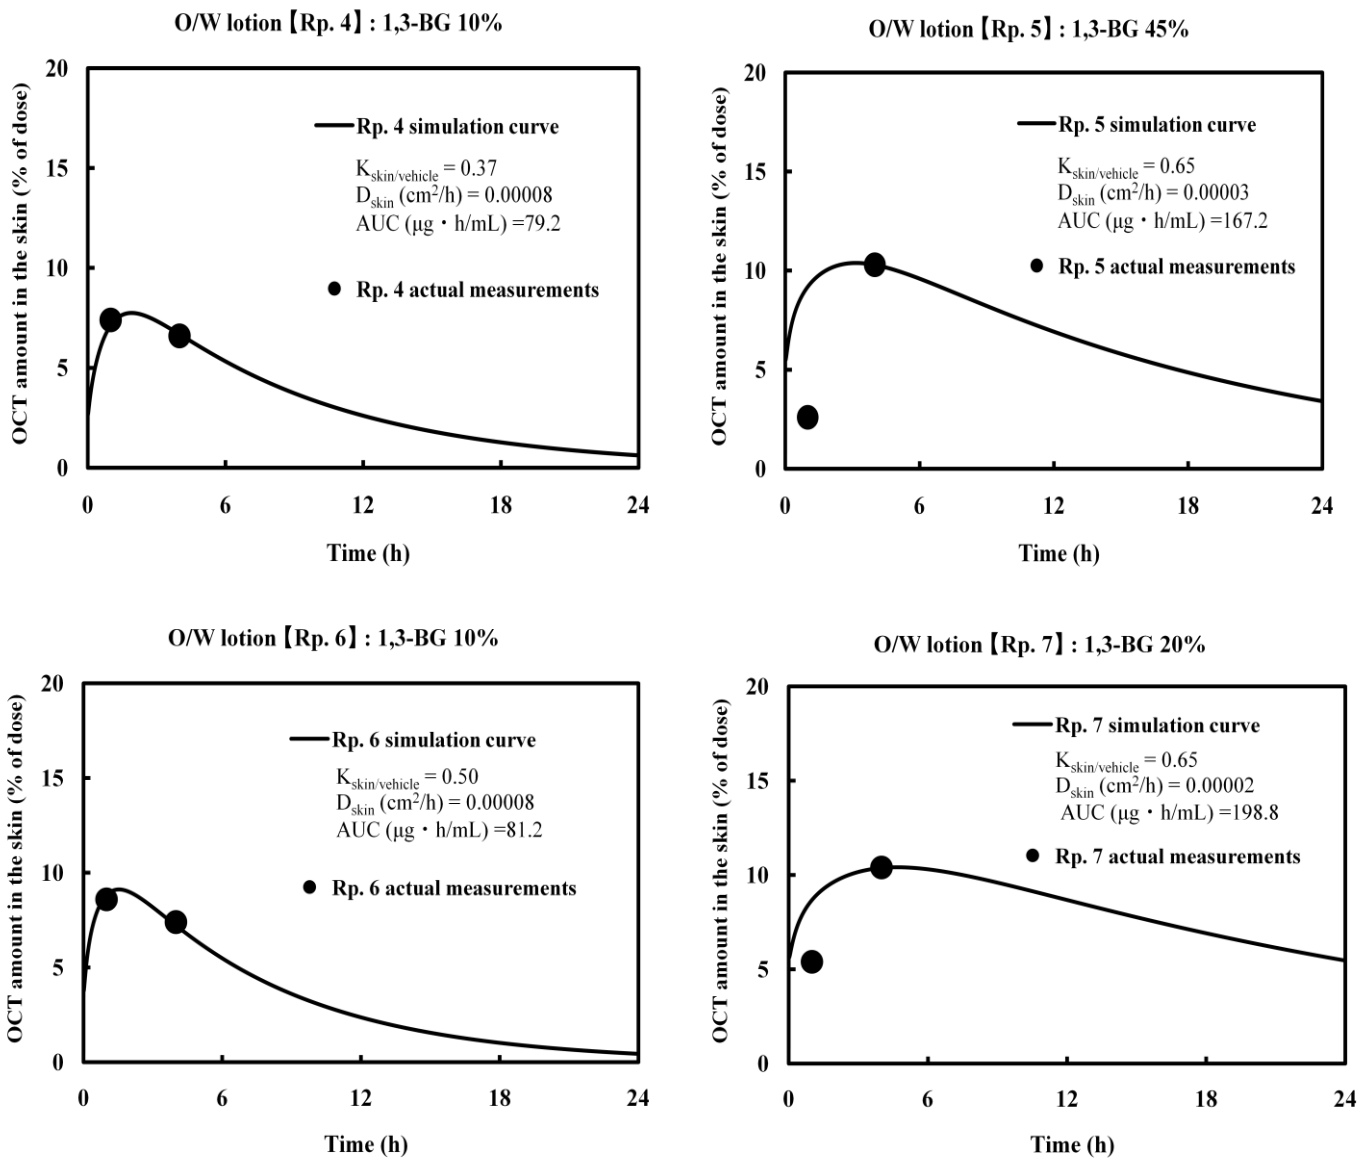 O/W lotion【Rp. 4】: 1,3-BG 10%
OCT amount in the skin (% of dose)
20
15
10
5
0
Rp. 4 simulation curve
K skin/vehicle = 0.37
D skin (cm²/h) = 0.00008
AUC (μg・h/mL) =79.2
Rp. 4 actual measurements
0 6 12 18 24
Time (h)
O/W lotion【Rp. 5】: 1,3-BG 45%
OCT amount in the skin (% of dose)
20
15
10
5
0
Rp. 5 simulation curve
K skin/vehicle = 0.65
D skin (cm²/h) = 0.00003
AUC (μg・h/mL) =167.2
Rp. 5 actual measurements
0 6 12 18 24
Time (h)
O/W lotion【Rp. 6】: 1,3-BG 10%
OCT amount in the skin (% of dose)
20
15
10
5
0
Rp. 6 simulation curve
K skin/vehicle = 0.50
D skin (cm²/h) = 0.00008
AUC (μg・h/mL) =81.2
Rp. 6 actual measurements
0 6 12 18 24
Time (h)
O/W lotion【Rp. 7】: 1,3-BG 20%
OCT amount in the skin (% of dose)
20
15
10
5
0
Rp. 7 simulation curve
K skin/vehicle = 0.65
D skin (cm²/h) = 0.00002
AUC (μg・h/mL) =198.8
Rp. 7 actual measurements
0 6 12 18 24
Time (h)